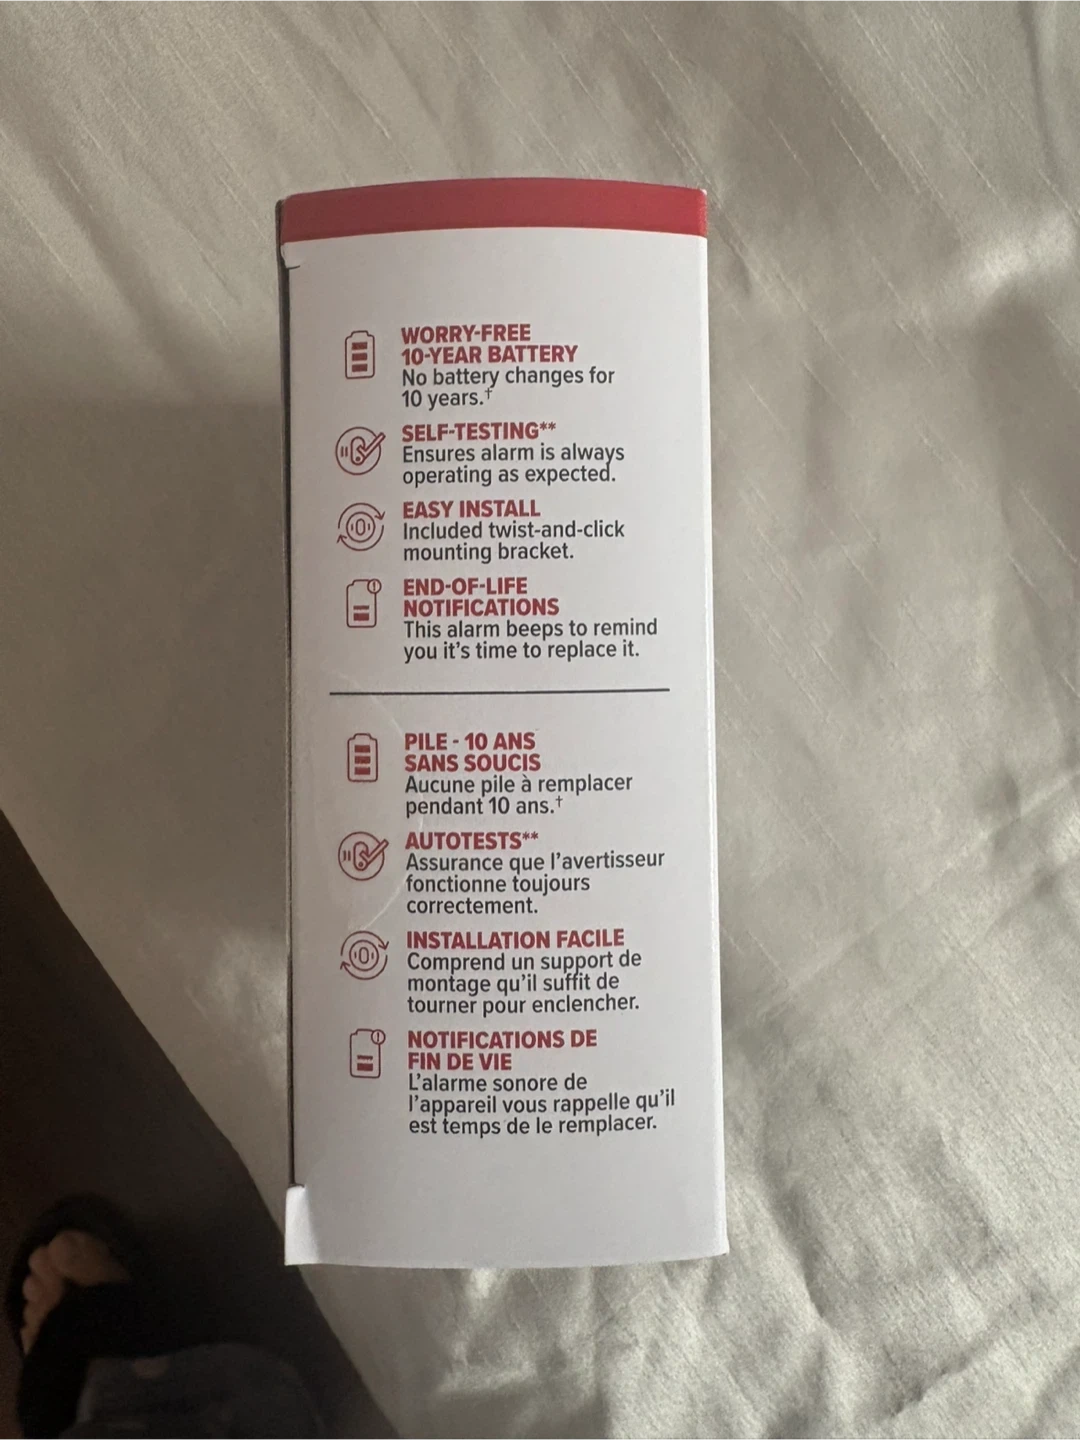 WORRY-FREE
10-YEAR BATTERY
No battery changes for
10 years.†
SELF-TESTING**
Ensures alarm is always
operating as expected.
EASY INSTALL
Included twist-and-click
mounting bracket.
END-OF-LIFE
NOTIFICATIONS
This alarm beeps to remind
you it's time to replace it.
PILE - 10 ANS
SANS SOUCIS
Aucune pile à remplacer
pendant 10 ans.†
AUTOTESTS**
Assurance que l'avertisseur
fonctionne toujours
correctement.
INSTALLATION FACILE
Comprend un support de
montage qu'il suffit de
tourner pour enclencher.
NOTIFICATIONS DE
FIN DE VIE
L'alarme sonore de
l'appareil vous rappelle qu'il
est temps de le remplacer.